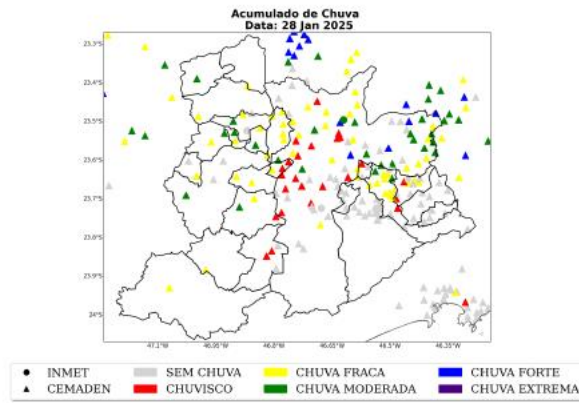 Acumulado de Chuva
Data: 28 Jan 2025
23.3°S
23.4°S
23.5°S
23.6°S
23.7°S
23.8°S
23.9°S
24°S
47.1°W
46.95°W
46.8°W
46.65°W
46.5°W
46.35°W
INMET SEM CHUVA CHUVA FRACA CHUVA FORTE
CEMADEN CHUVISCO CHUVA MODERADA CHUVA EXTREMA